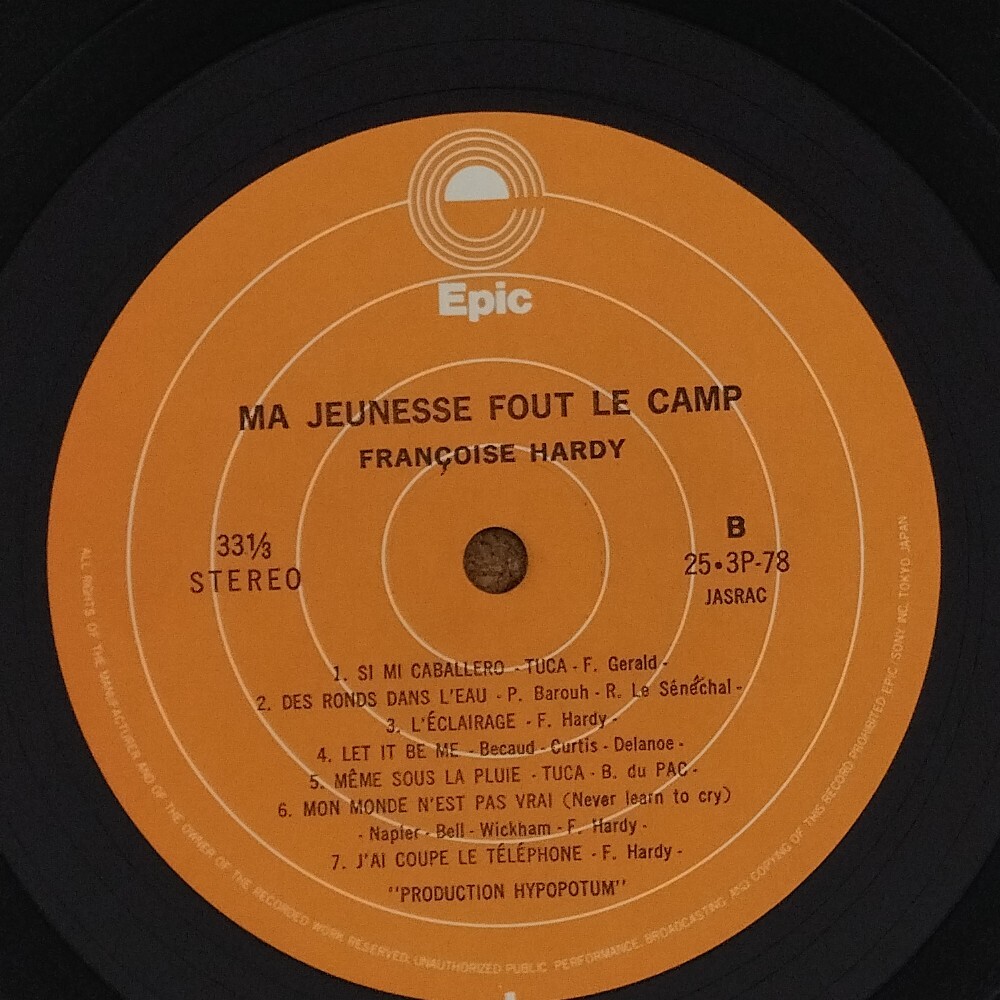 Epic
MA JEUNESSE FOUT LE CAMP
FRANÇOISE HARDY
33⅓
STEREO
B
25•3P-78
JASRAC
1. SI MI CABALLERO - TUCA - F. Gerald -
2. DES RONDS DANS L'EAU - P. Barouh - R. Le Sénéchal -
3. L'ÉCLAIRAGE - F. Hardy -
4. LET IT BE ME - Becaud - Curtis - Delanoe -
5. MÊME SOUS LA PLUIE - TUCA - B. du PAC -
6. MON MONDE N'EST PAS VRAI (Never learn to cry)
- Napier - Bell - Wickham - F. Hardy -
7. J'AI COUPE LE TÉLÉPHONE - F. Hardy -
"PRODUCTION HYPOPOTUM"
ALL RIGHTS OF THE MANUFACTURER AND OF THE OWNER OF THE RECORDED WORK RESERVED. UNAUTHORIZED PUBLIC PERFORMANCE, BROADCASTING AND COPYING OF THIS RECORD PROHIBITED EPIC/SONY INC. TOKYO JAPAN